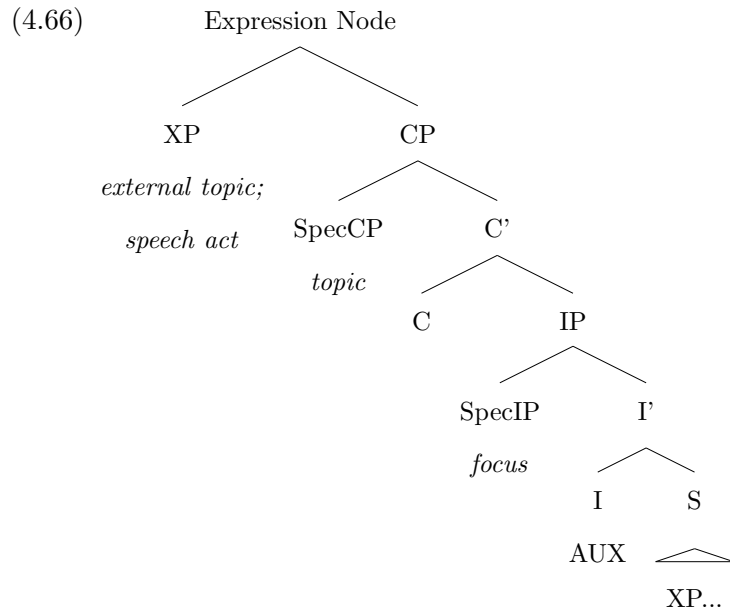 (4.66) Expression Node
XP CP
external topic;
SpecCP C'
speech act
topic
C IP
SpecIP I'
focus
I S
AUX
XP...